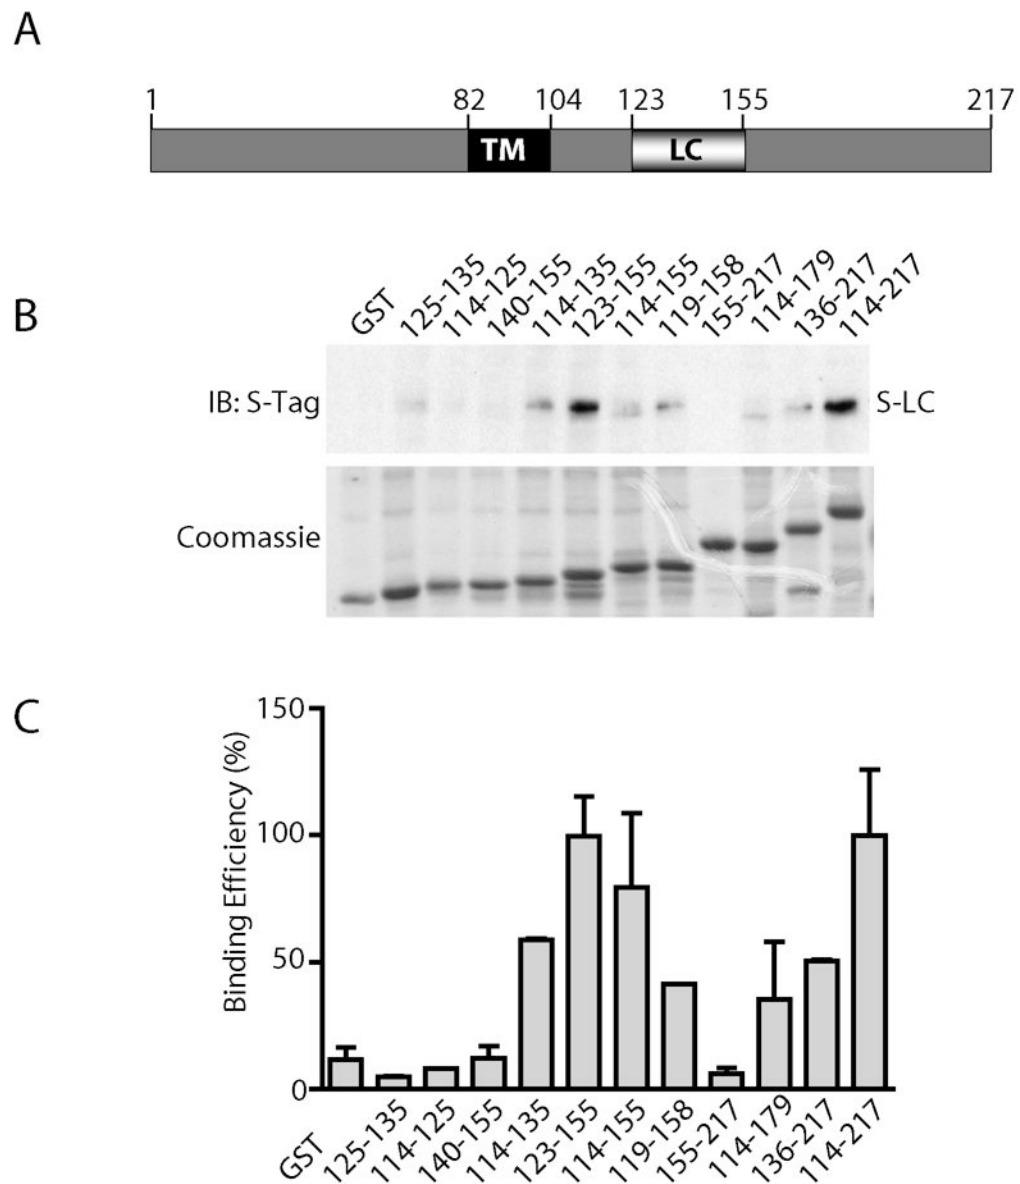 A
1 82 104 123 155 217
TM LC
B
GST 125-135 114-125 140-155 114-135 123-155 114-155 119-158 155-217 114-179 136-217 114-217
IB: S-Tag S-LC
Coomassie
C
Binding Efficiency (%)
150
100
50
0
GST 125-135 114-125 140-155 114-135 123-155 114-155 119-158 155-217 114-179 136-217 114-217